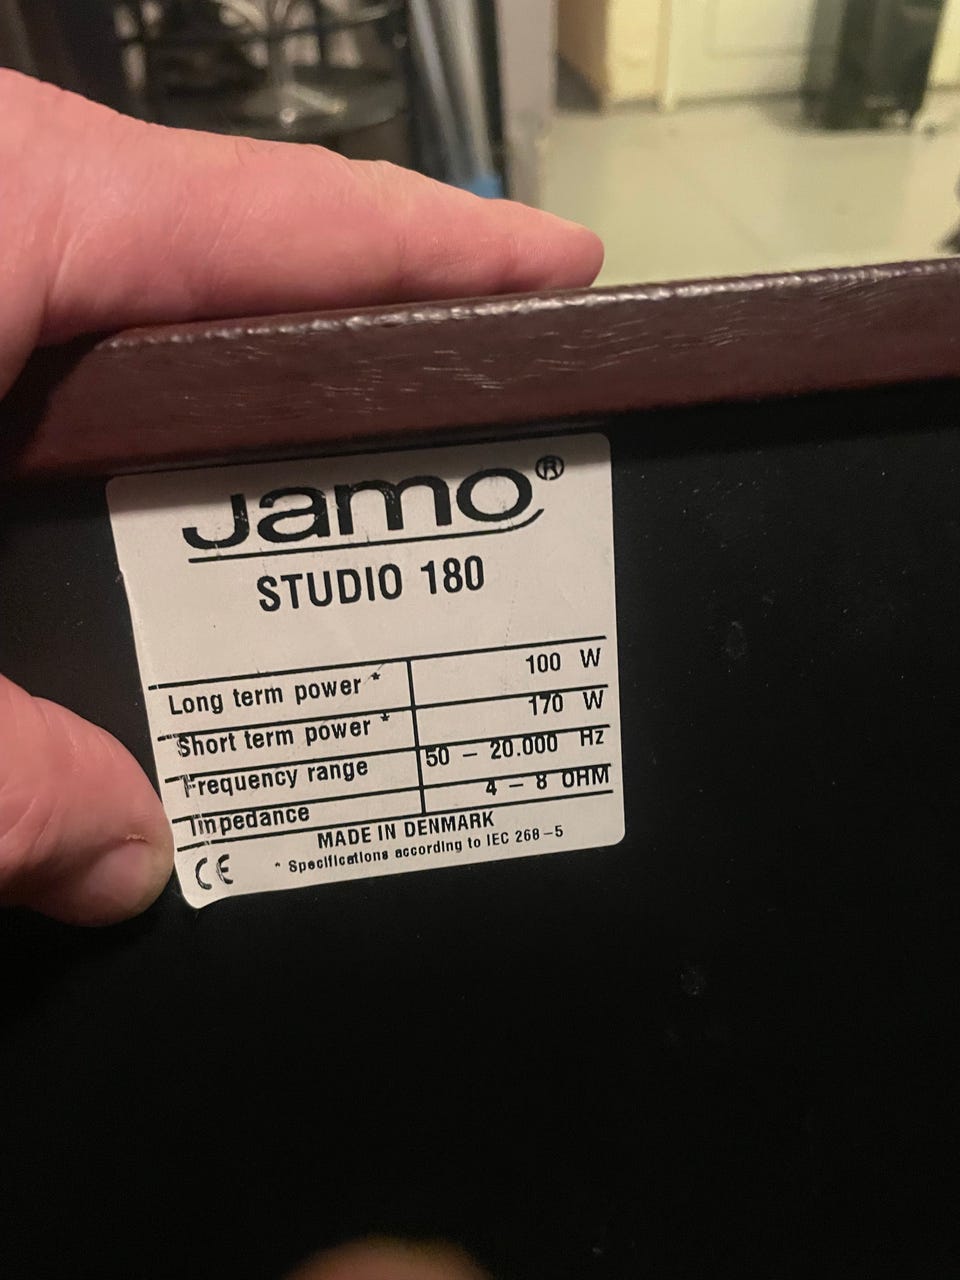 Jamo®
STUDIO 180
Long term power * 100 W
Short term power * 170 W
Frequency range 50 – 20.000 Hz
Impedance 4 – 8 OHM
MADE IN DENMARK
CE * Specifications according to IEC 268–5